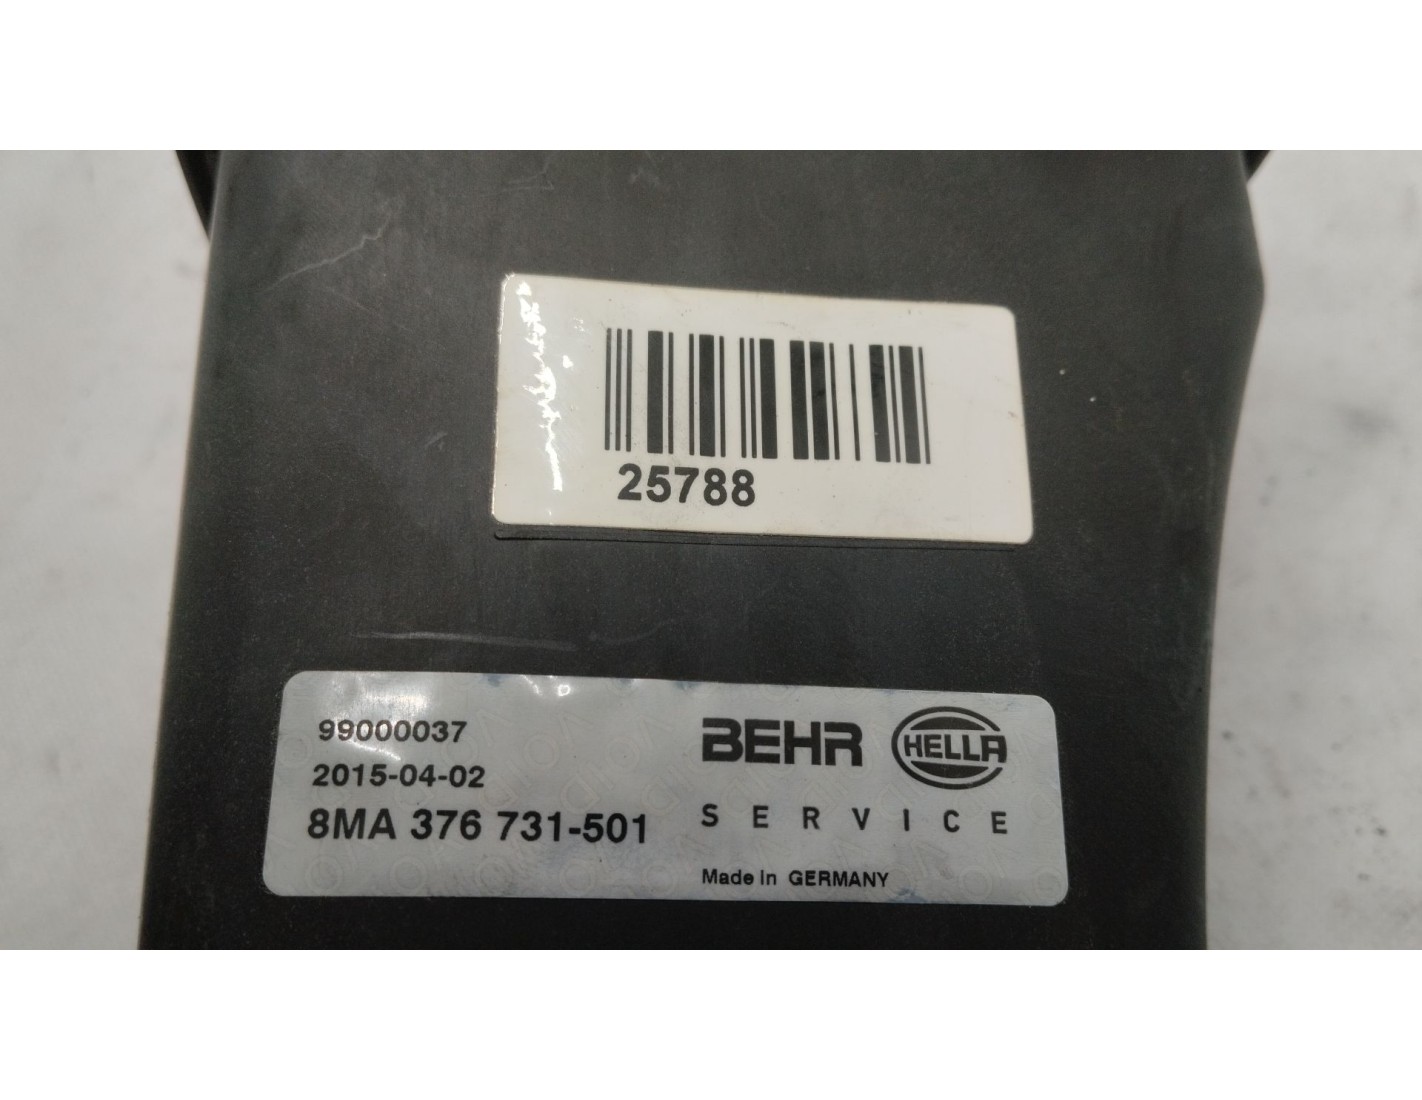 25788
99000037
2015-04-02
8MA 376 731-501
BEHR HELLA
SERVICE
Made in GERMANY